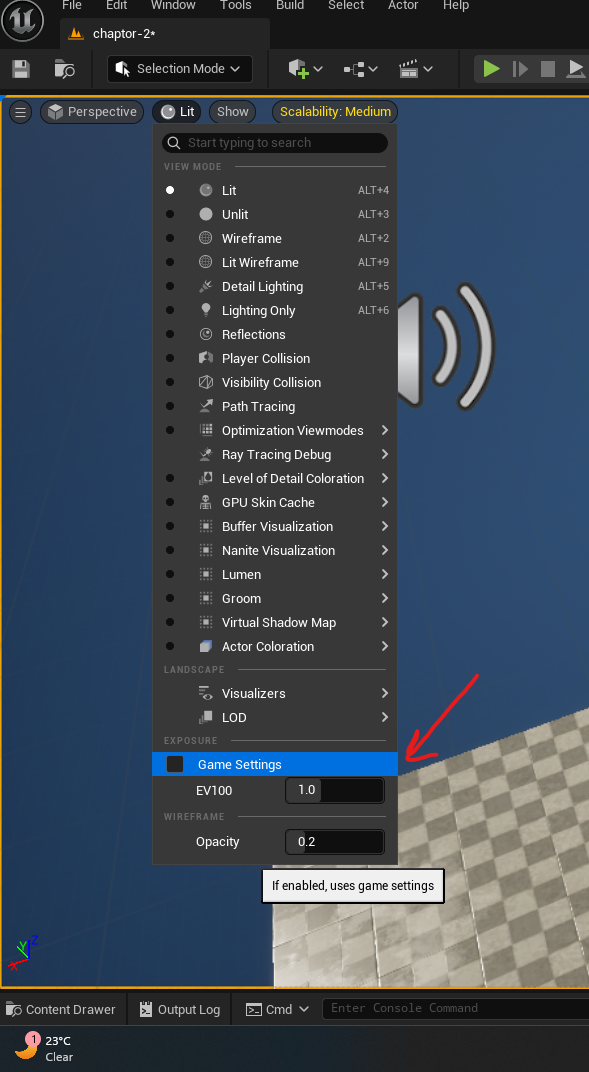 File Edit Window Tools Build Select Actor Help
chaptor-2*
Selection Mode
Perspective Lit Show Scalability: Medium
Start typing to search
VIEW MODE
Lit ALT+4
Unlit ALT+3
Wireframe ALT+2
Lit Wireframe ALT+9
Detail Lighting ALT+5
Lighting Only ALT+6
Reflections
Player Collision
Visibility Collision
Path Tracing
Optimization Viewmodes
Ray Tracing Debug
Level of Detail Coloration
GPU Skin Cache
Buffer Visualization
Nanite Visualization
Lumen
Groom
Virtual Shadow Map
Actor Coloration
LANDSCAPE
Visualizers
LOD
EXPOSURE
Game Settings
EV100 1.0
WIREFRAME
Opacity 0.2
If enabled, uses game settings
Z
Y
X
Content Drawer Output Log Cmd Enter Console Command
1
23°C
Clear